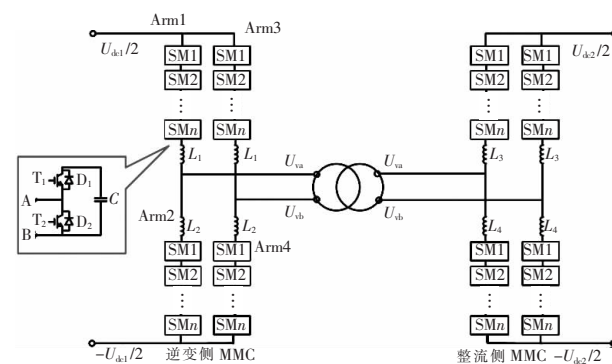 Arm1
Arm3
U_dc1/2
U_dc2/2
SM1 SM1 SM1 SM1
SM2 SM2 SM2 SM2
SMn SMn SMn SMn
L₁ L₁ U_va U_va L₃ L₃
T₁ D₁ C
A
T₂ D₂
B
U_vb U_vb
Arm2 L₂ L₂ L₄ L₄
Arm4
SM1 SM1 SM1 SM1
SM2 SM2 SM2 SM2
SMn SMn SMn SMn
-U_dc1/2 逆变侧 MMC 整流侧 MMC -U_dc2/2